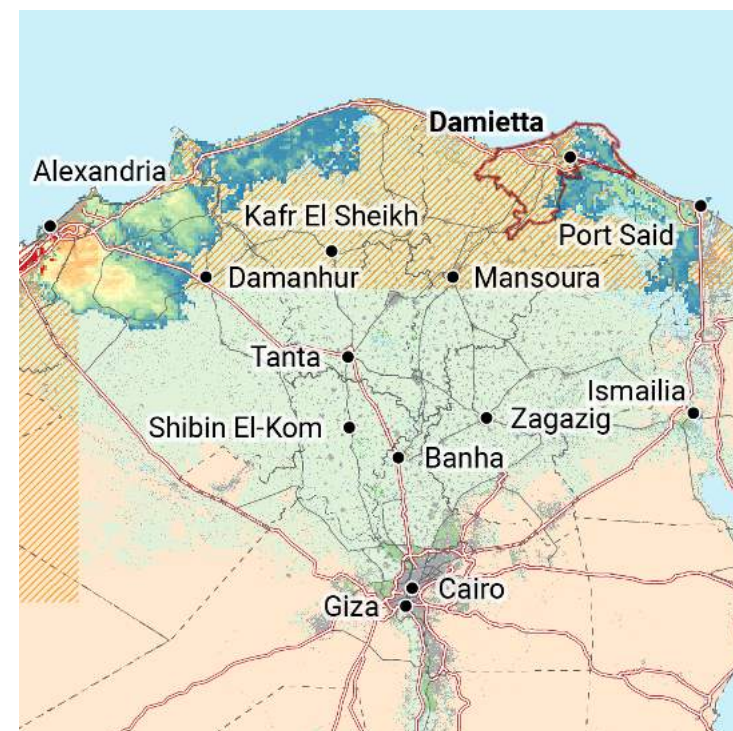 Damietta
Alexandria
Kafr El Sheikh
Port Said
Damanhur
Mansoura
Tanta
Ismailia
Shibin El-Kom
Zagazig
Banha
Cairo
Giza